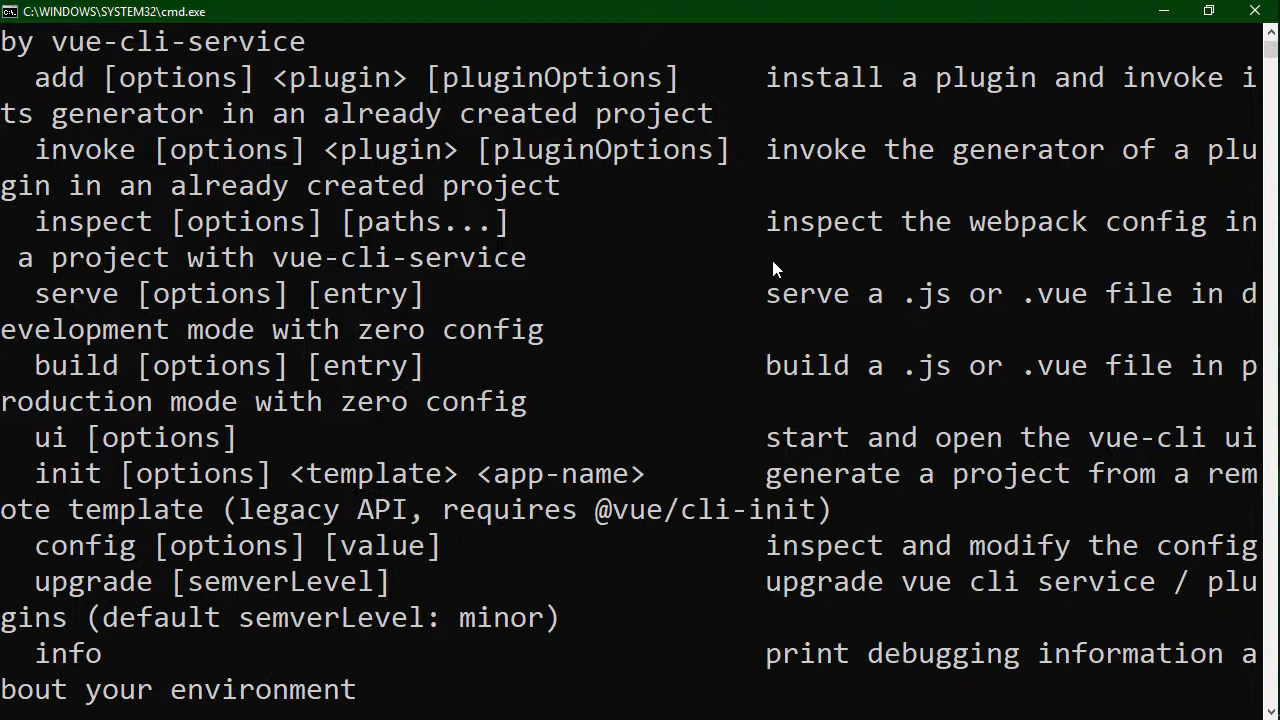 C:\WINDOWS\SYSTEM32\cmd.exe
by vue-cli-service
  add [options] <plugin> [pluginOptions]     install a plugin and invoke i
ts generator in an already created project
  invoke [options] <plugin> [pluginOptions]  invoke the generator of a plu
gin in an already created project
  inspect [options] [paths...]               inspect the webpack config in
 a project with vue-cli-service
  serve [options] [entry]                    serve a .js or .vue file in d
evelopment mode with zero config
  build [options] [entry]                    build a .js or .vue file in p
roduction mode with zero config
  ui [options]                               start and open the vue-cli ui
  init [options] <template> <app-name>       generate a project from a rem
ote template (legacy API, requires @vue/cli-init)
  config [options] [value]                   inspect and modify the config
  upgrade [semverLevel]                      upgrade vue cli service / plu
gins (default semverLevel: minor)
  info                                       print debugging information a
bout your environment